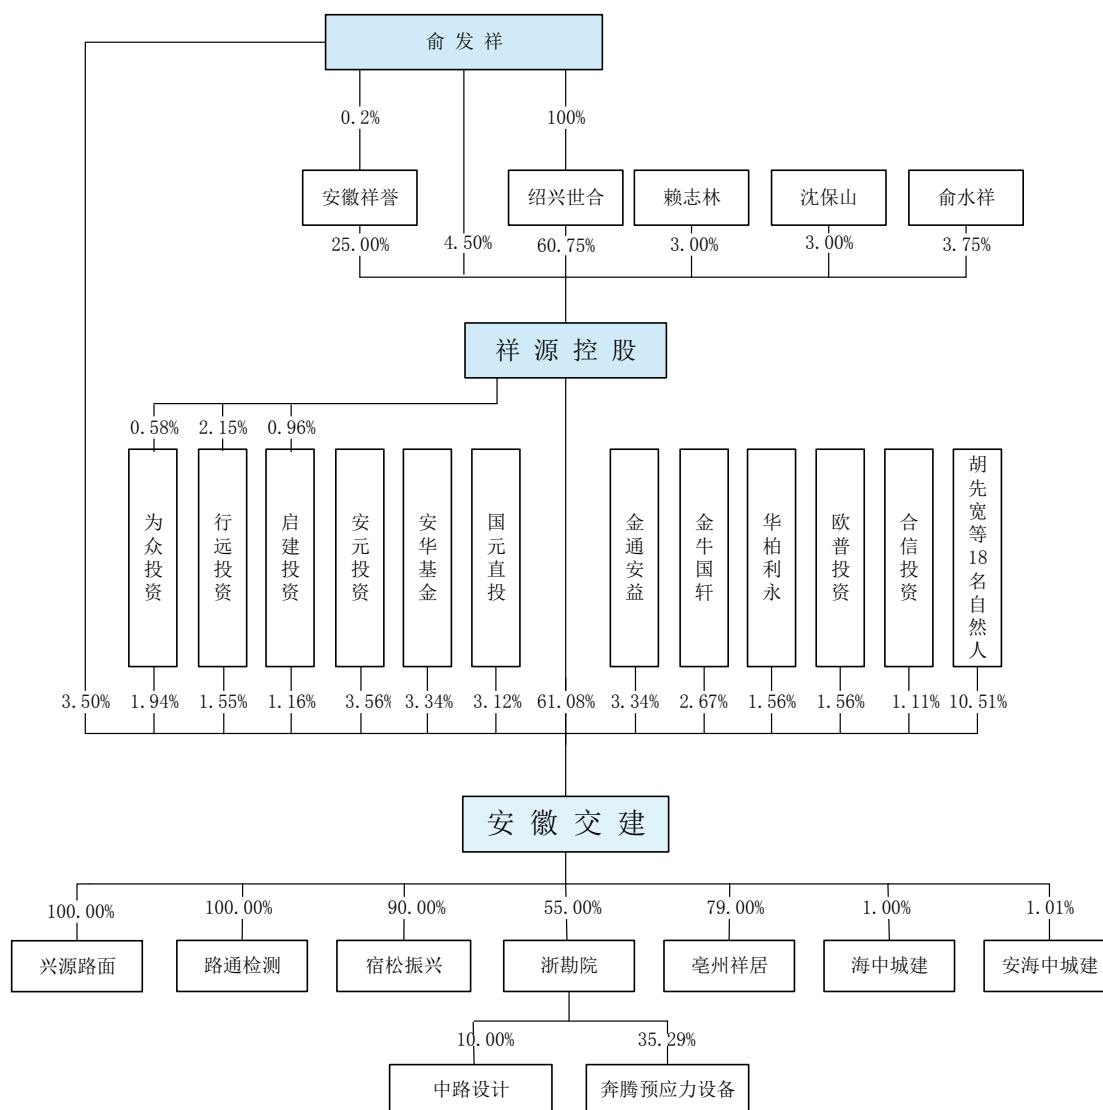 俞发祥
0.2%
100%
安徽祥誉
绍兴世合
赖志林
沈保山
俞水祥
25.00%
4.50%
60.75%
3.00%
3.00%
3.75%
祥源控股
0.58%
2.15%
0.96%
为众投资
行远投资
启建投资
安元投资
安华基金
国元直投
金通安益
金牛国轩
华柏利永
欧普投资
合信投资
胡先宽等18名自然人
3.50%
1.94%
1.55%
1.16%
3.56%
3.34%
3.12%
61.08%
3.34%
2.67%
1.56%
1.56%
1.11%
10.51%
安徽交建
100.00%
100.00%
90.00%
55.00%
79.00%
1.00%
1.01%
兴源路面
路通检测
宿松振兴
浙勘院
亳州祥居
海中城建
安海中城建
10.00%
35.29%
中路设计
奔腾预应力设备